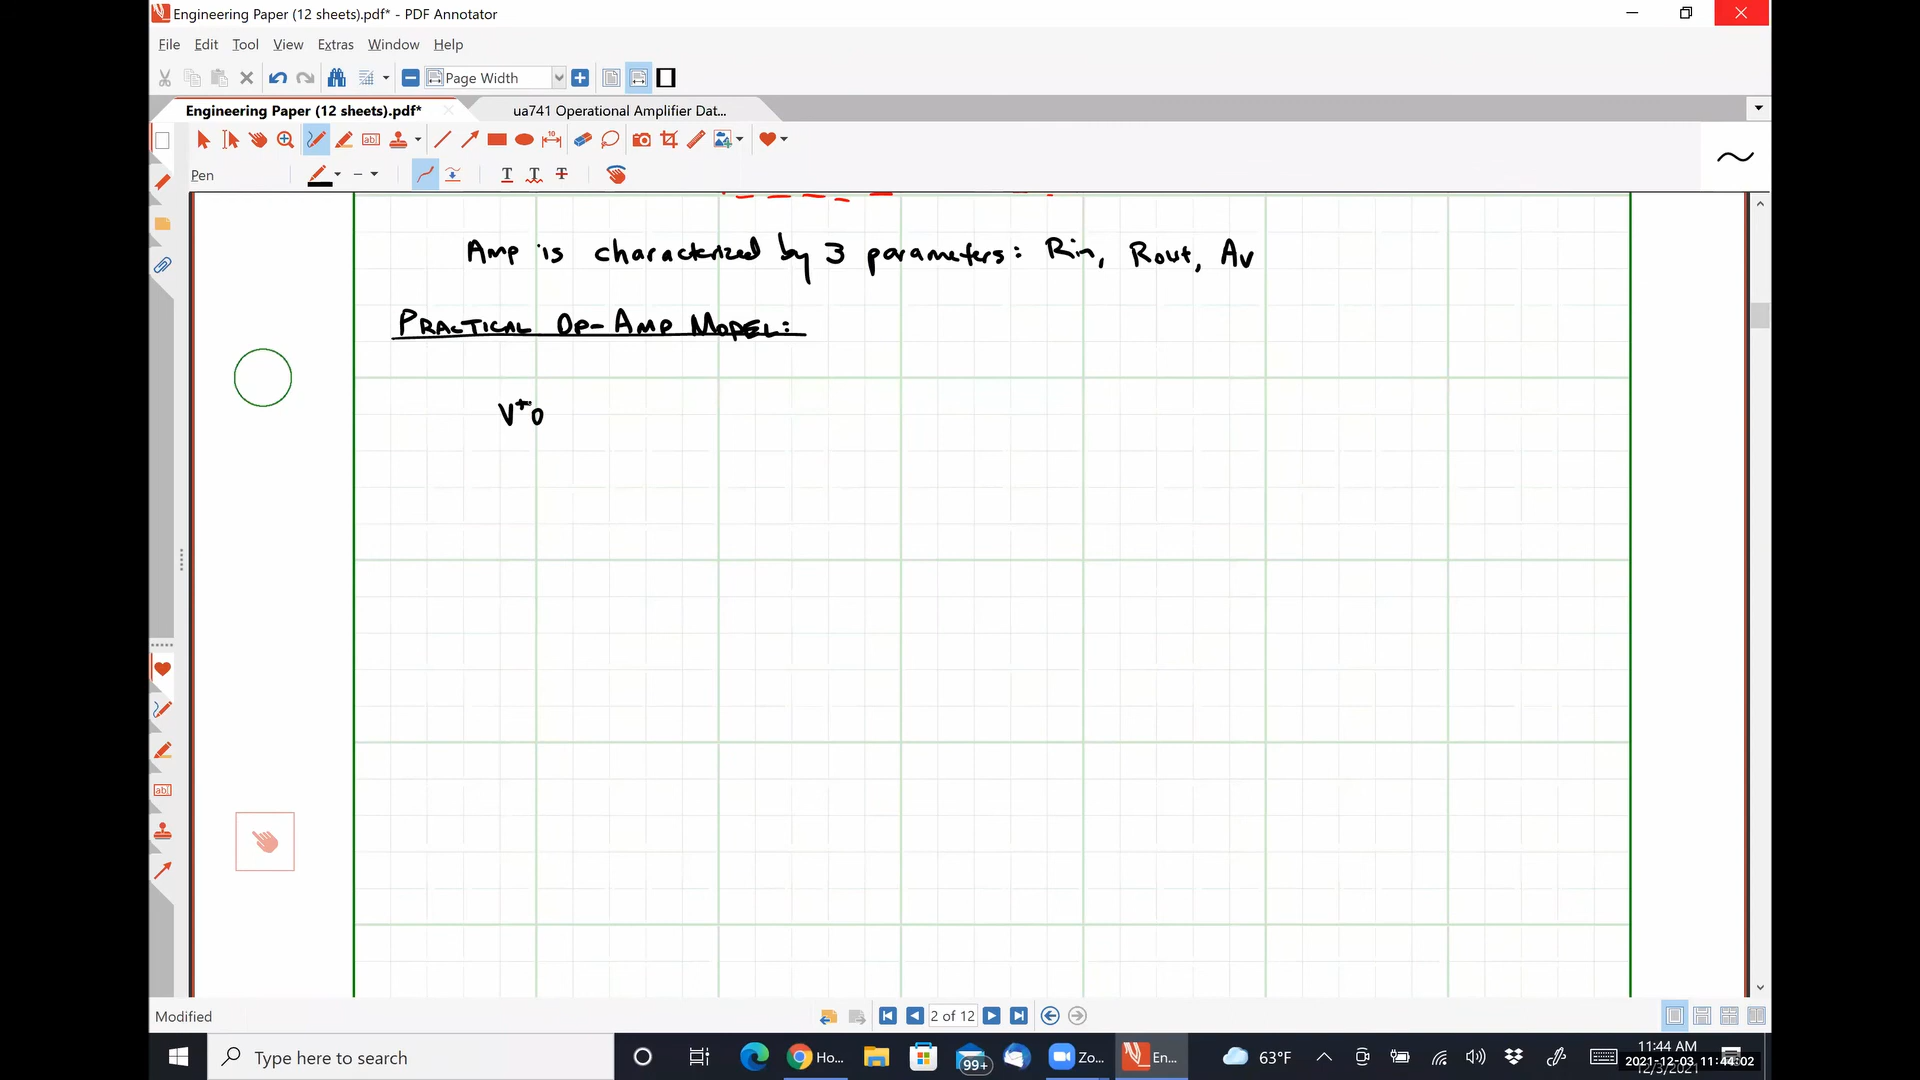 Engineering Paper (12 sheets).pdf* - PDF Annotator
File Edit Tool View Extras Window Help
Page Width
Engineering Paper (12 sheets).pdf* ua741 Operational Amplifier Dat...
Pen
Amp is characterized by 3 parameters: Rin, Rout, Av
PRACTICAL OP-AMP MODEL:
V+o
Modified
2 of 12
Type here to search
99+
Ho...
Zo...
En...
63°F
11:44 AM
2021-12-03 11:44:02